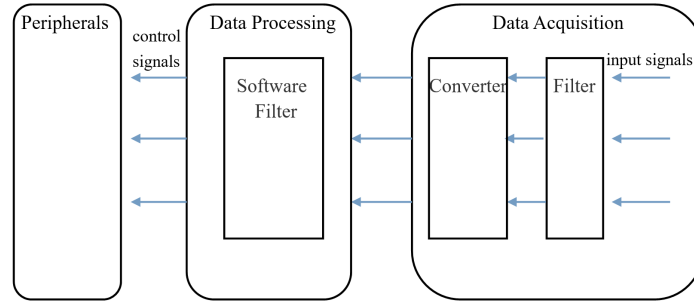 Peripherals
control
signals
Data Processing
Software
Filter
Data Acquisition
Converter
Filter
input signals